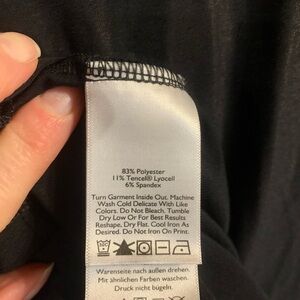 83% Polyester
11% Tencel® Lyocell
6% Spandex
Turn Garment Inside Out. Machine
Wash Cold Delicate With Like
Colors. Do Not Bleach. Tumble
Dry Low Or For Best Results
Reshape, Dry Flat. Cool Iron As
Desired. Do Not Iron On Print.
Warenseite nach außen drehen.
Mit ähnlichen Farben waschen.
Druck nicht bügeln.